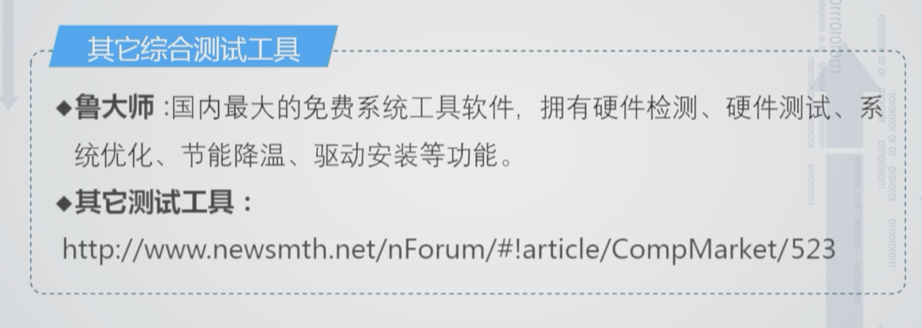 其它综合测试工具
◆鲁大师:国内最大的免费系统工具软件,拥有硬件检测、硬件测试、系
统优化、节能降温、驱动安装等功能。
◆其它测试工具:
http://www.newsmth.net/nForum/#!article/CompMarket/523